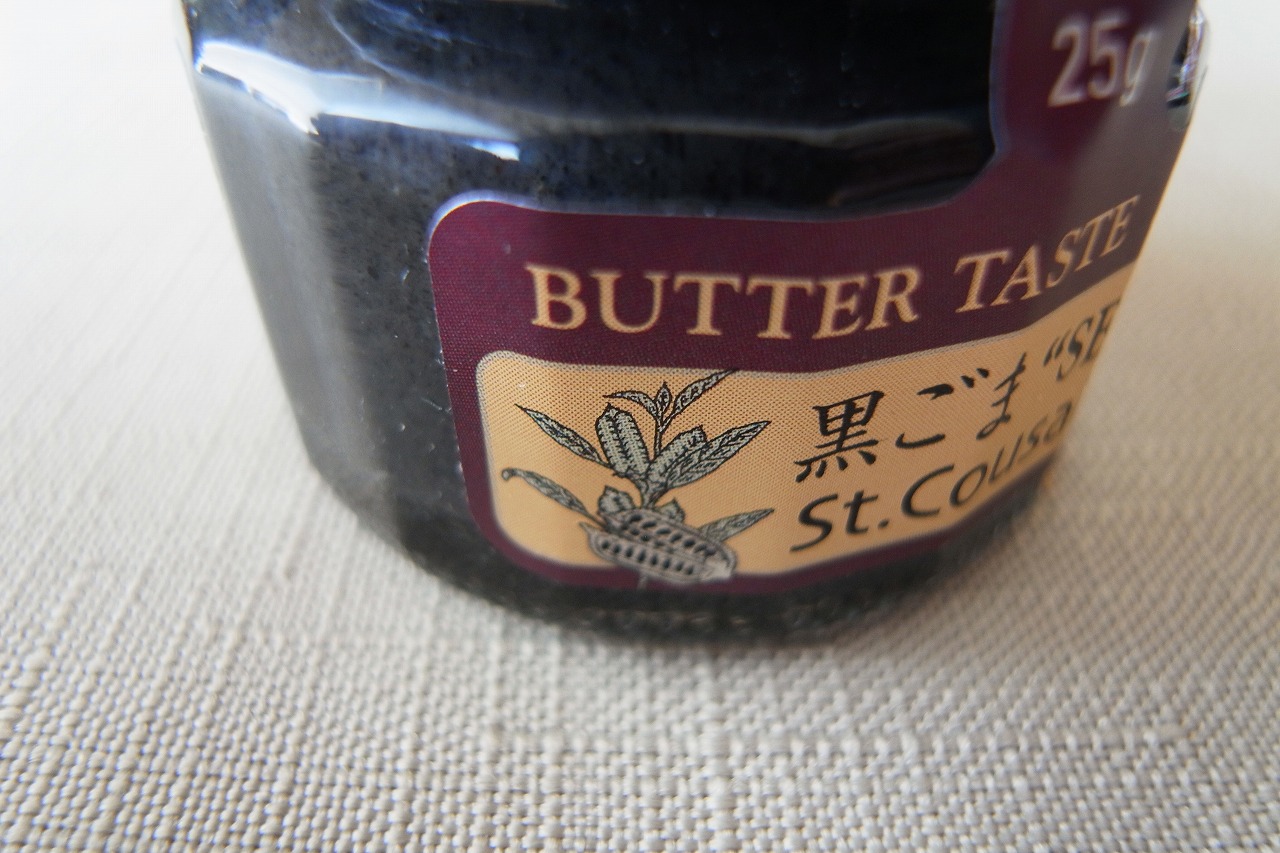 25g
BUTTER TASTE
黒ごま "SE
St.Cousa